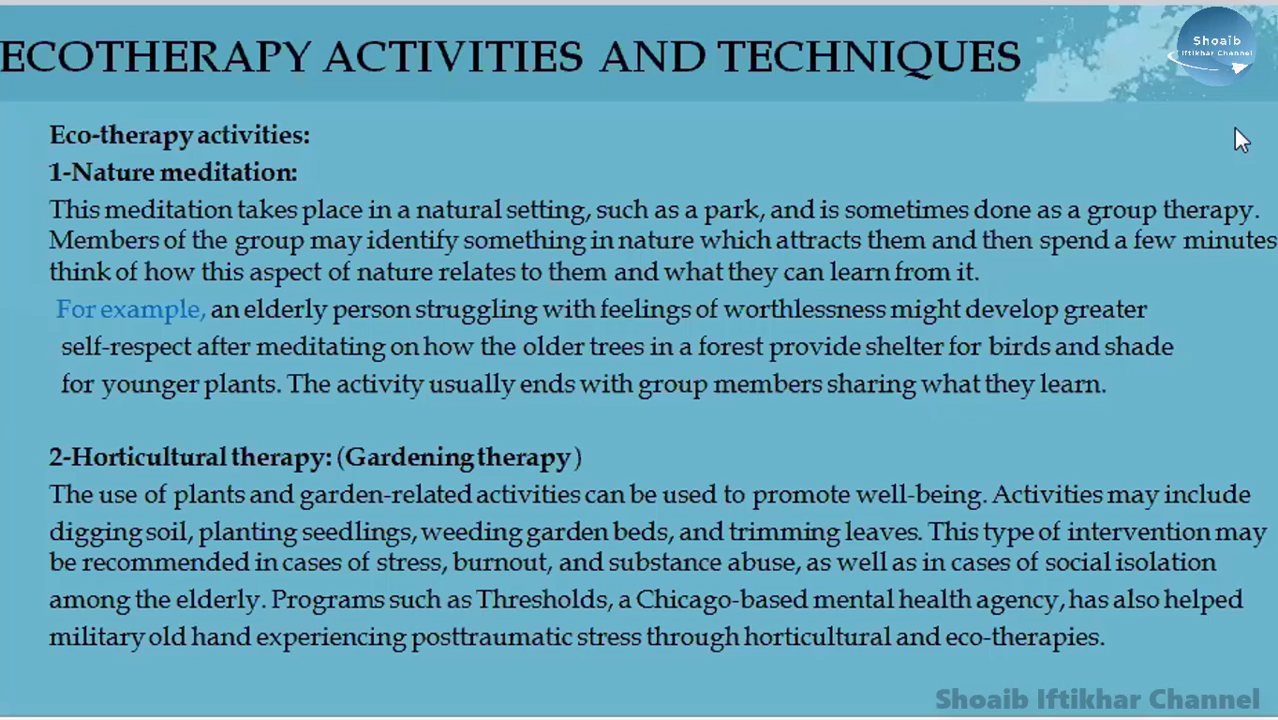 ECOTHERAPY ACTIVITIES AND TECHNIQUES
Shoaib
Iftikhar Channel
Eco-therapy activities:
1-Nature meditation:
This meditation takes place in a natural setting, such as a park, and is sometimes done as a group therapy.
Members of the group may identify something in nature which attracts them and then spend a few minutes
think of how this aspect of nature relates to them and what they can learn from it.
For example, an elderly person struggling with feelings of worthlessness might develop greater
self-respect after meditating on how the older trees in a forest provide shelter for birds and shade
for younger plants. The activity usually ends with group members sharing what they learn.
2-Horticultural therapy: (Gardening therapy )
The use of plants and garden-related activities can be used to promote well-being. Activities may include
digging soil, planting seedlings, weeding garden beds, and trimming leaves. This type of intervention may
be recommended in cases of stress, burnout, and substance abuse, as well as in cases of social isolation
among the elderly. Programs such as Thresholds, a Chicago-based mental health agency, has also helped
military old hand experiencing posttraumatic stress through horticultural and eco-therapies.
Shoaib Iftikhar Channel